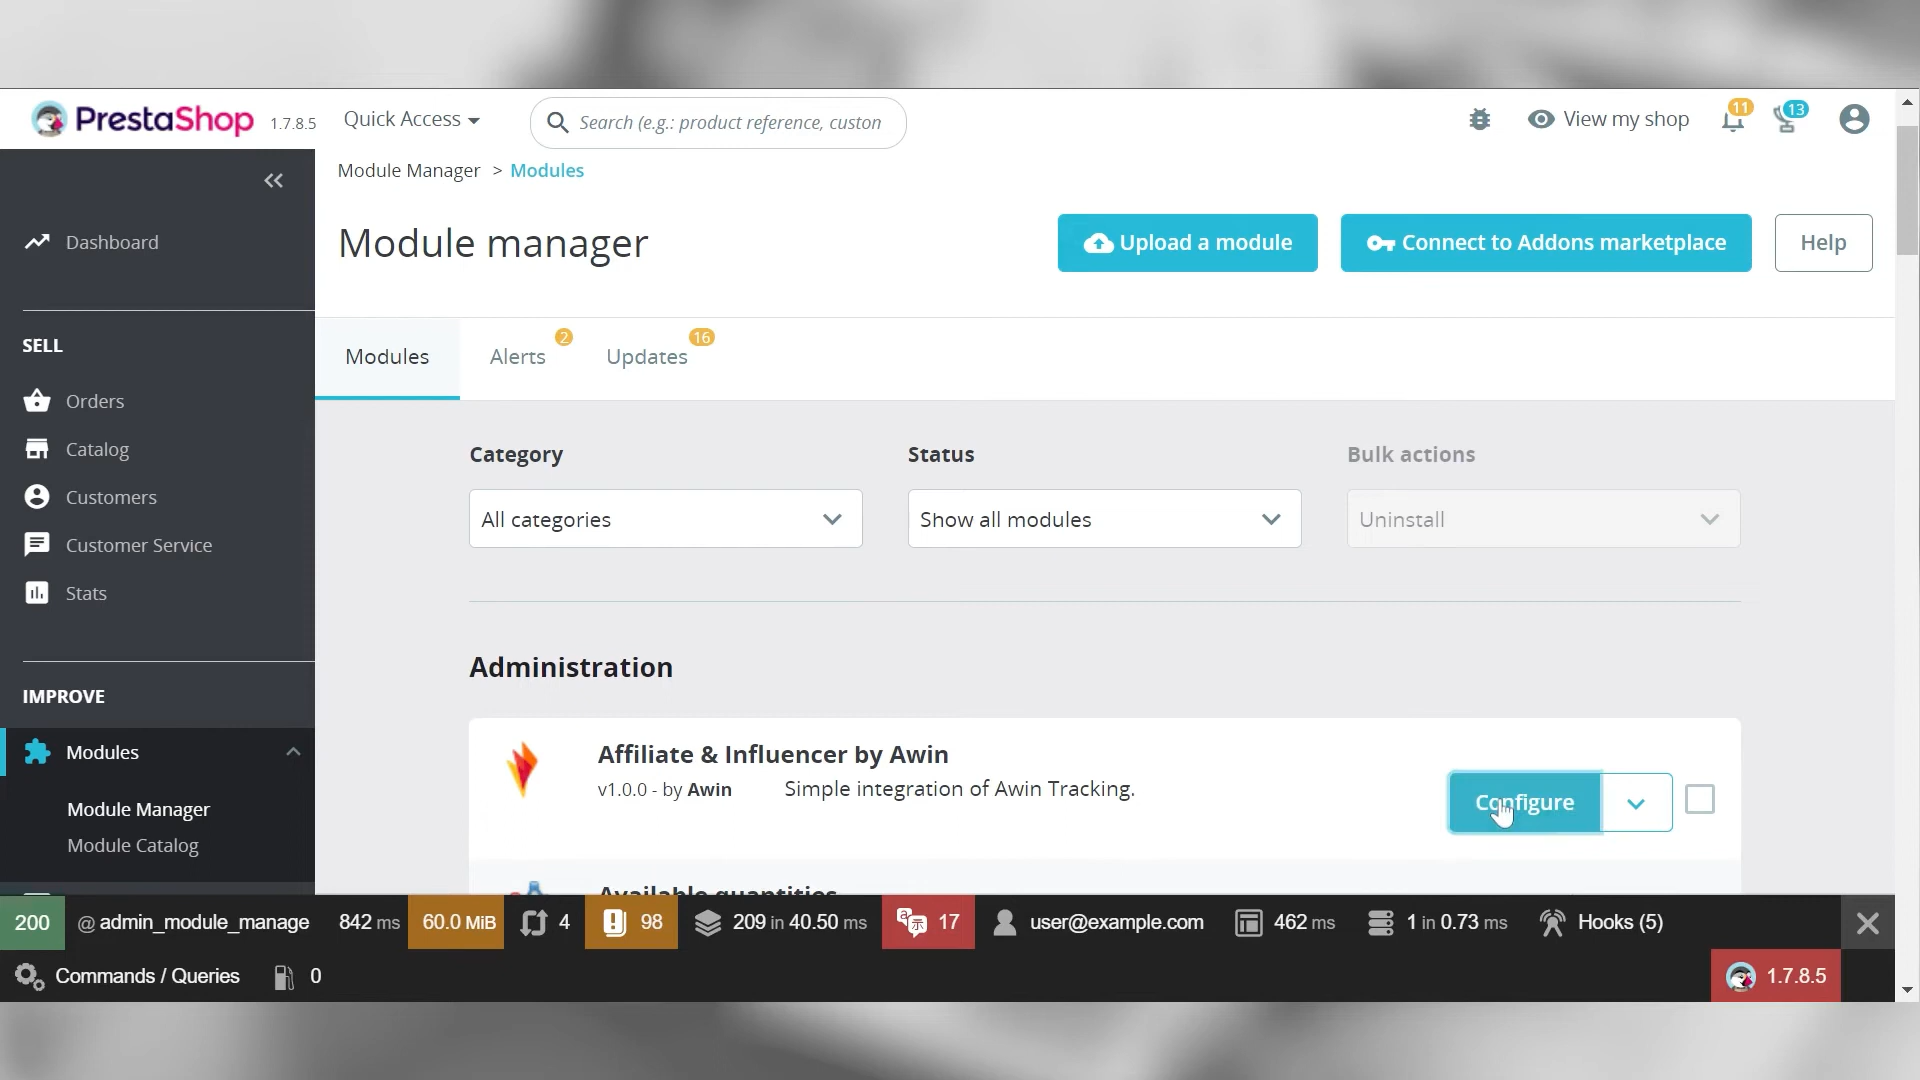 PrestaShop 1.7.8.5 Quick Access Search (e.g.: product reference, custon View my shop 11 13
Module Manager > Modules
Module manager Upload a module Connect to Addons marketplace Help
Dashboard
SELL
Orders
Catalog
Customers
Customer Service
Stats
IMPROVE
Modules
Module Manager
Module Catalog
Modules Alerts 2 Updates 16
Category Status Bulk actions
All categories Show all modules Uninstall
Administration
Affiliate & Influencer by Awin
v1.0.0 - by Awin Simple integration of Awin Tracking.
Configure
Available quantities
200 @ admin_module_manage 842 ms 60.0 MiB 4 98 209 in 40.50 ms 17 user@example.com 462 ms 1 in 0.73 ms Hooks (5)
Commands / Queries 0 1.7.8.5